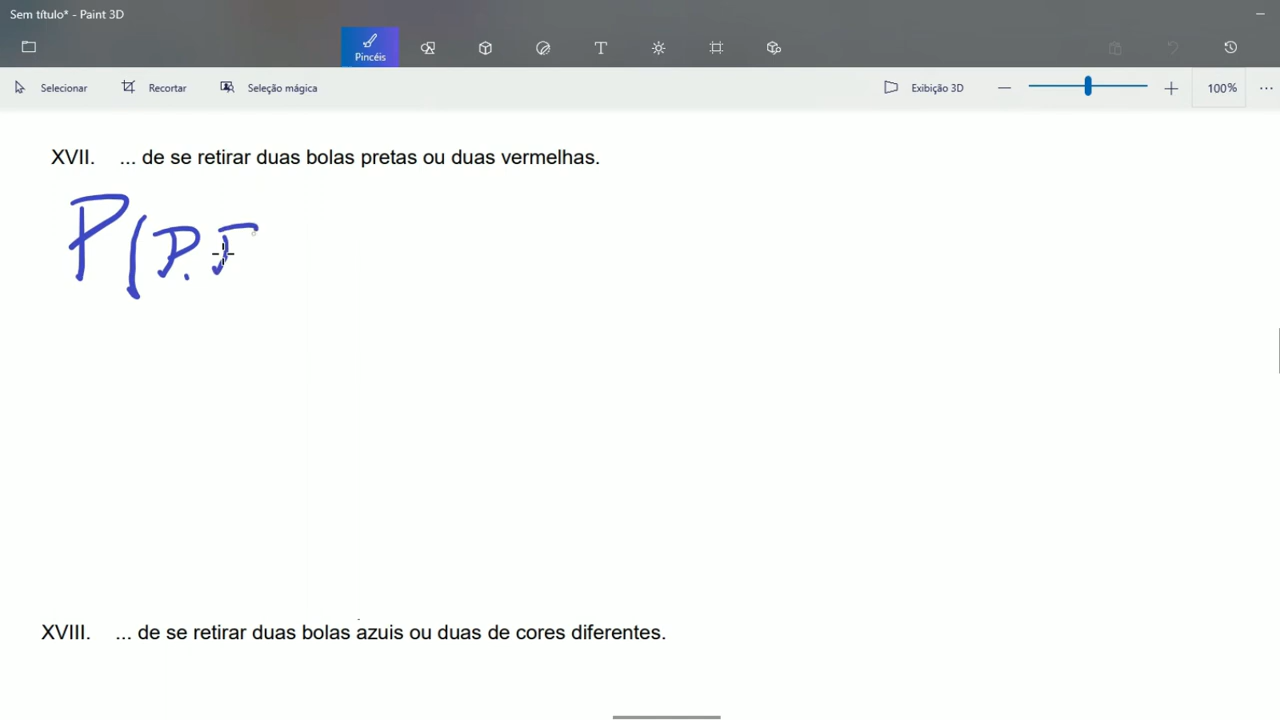 Sem título* - Paint 3D
Pincéis
Selecionar Recortar Seleção mágica Exibição 3D 100%
XVII. ... de se retirar duas bolas pretas ou duas vermelhas.
P(P.
XVIII. ... de se retirar duas bolas azuis ou duas de cores diferentes.